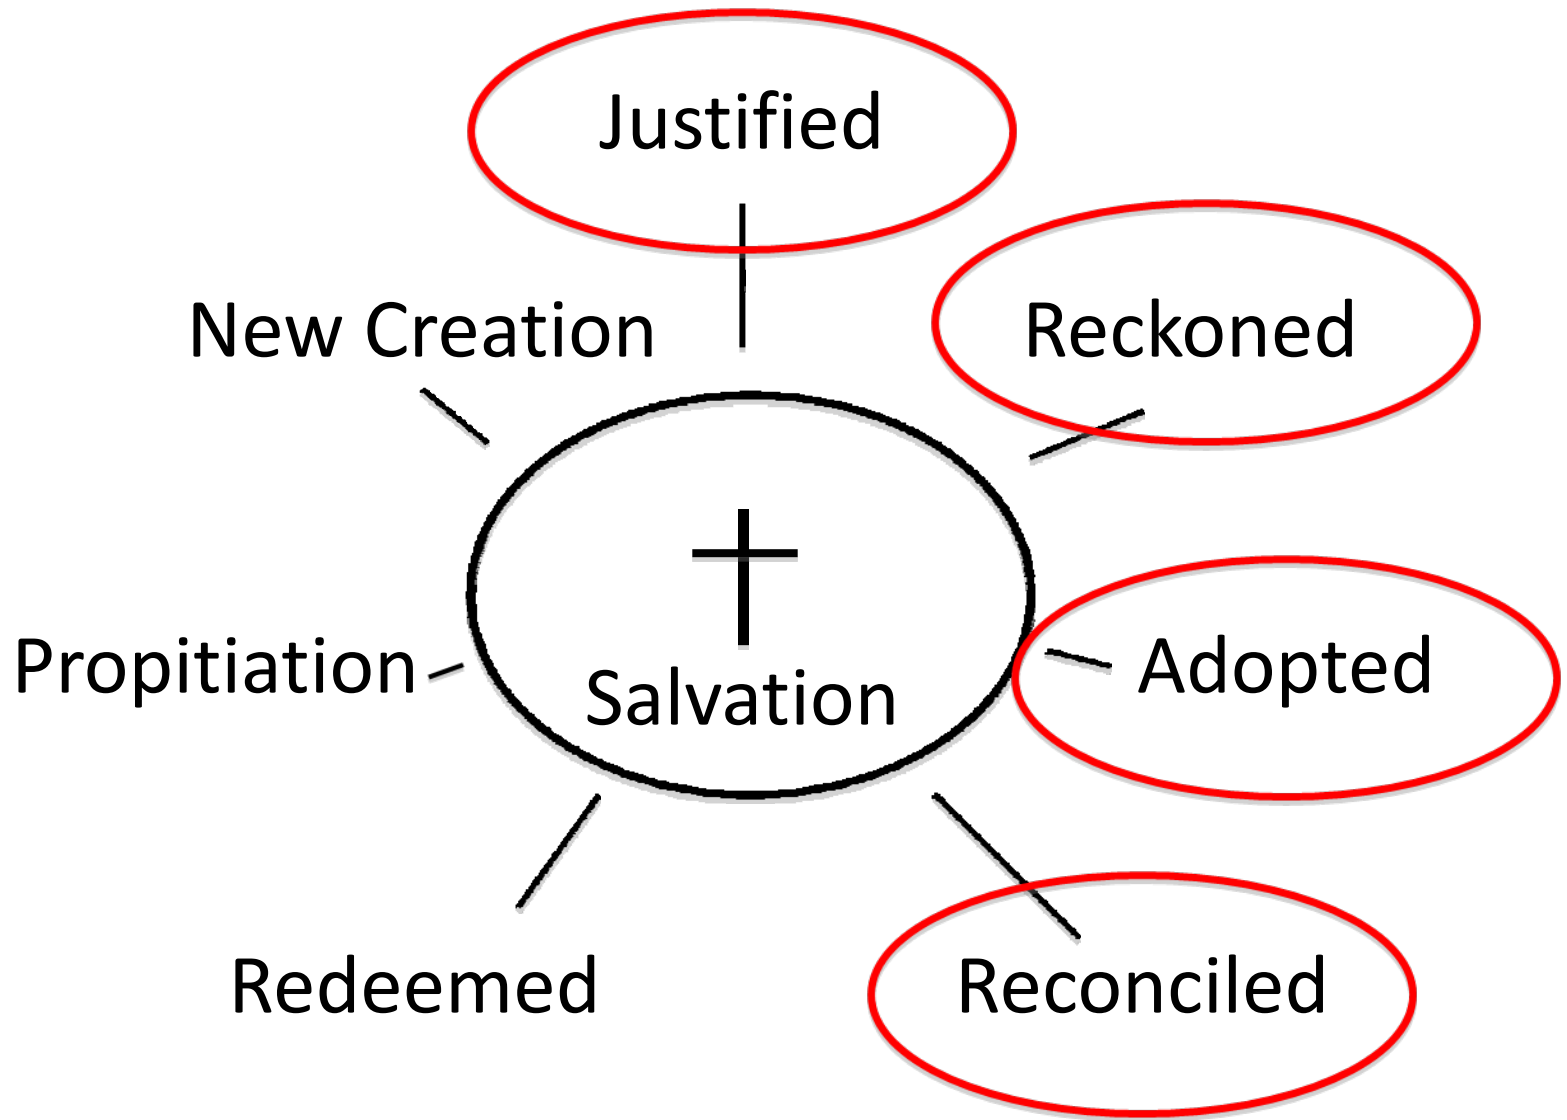 Justified
New Creation
Reckoned
Salvation
Propitiation
Adopted
Redeemed
Reconciled